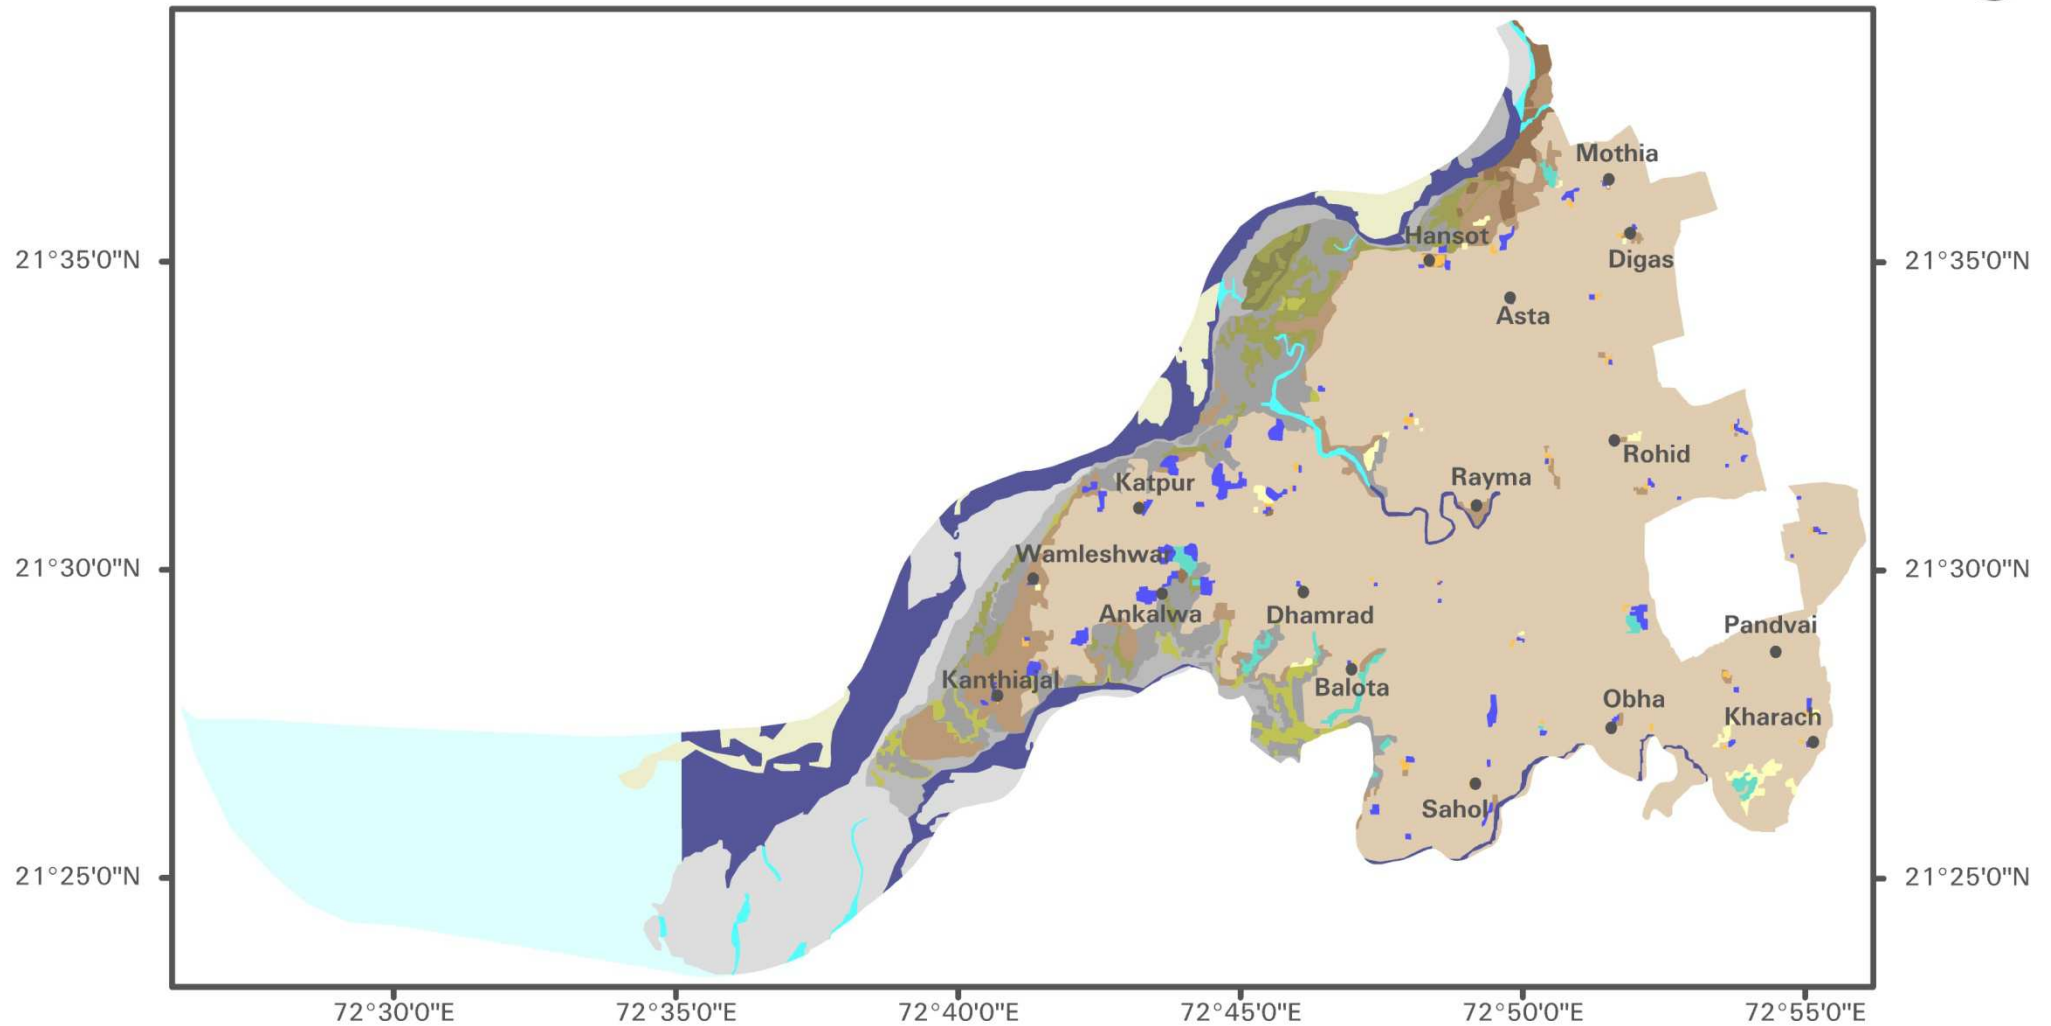 Mothia
Hansot
21°35'0"N
21°35'0"N
Digas
Asta
Rohid
Rayma
Katpur
Wamleshwar
21°30'0"N
21°30'0"N
Ankalwa
Dhamrad
Pandvai
Kanthiajal
Balota
Obha
Kharach
Sahol
21°25'0"N
21°25'0"N
72°30'0"E
72°35'0"E
72°40'0"E
72°45'0"E
72°50'0"E
72°55'0"E